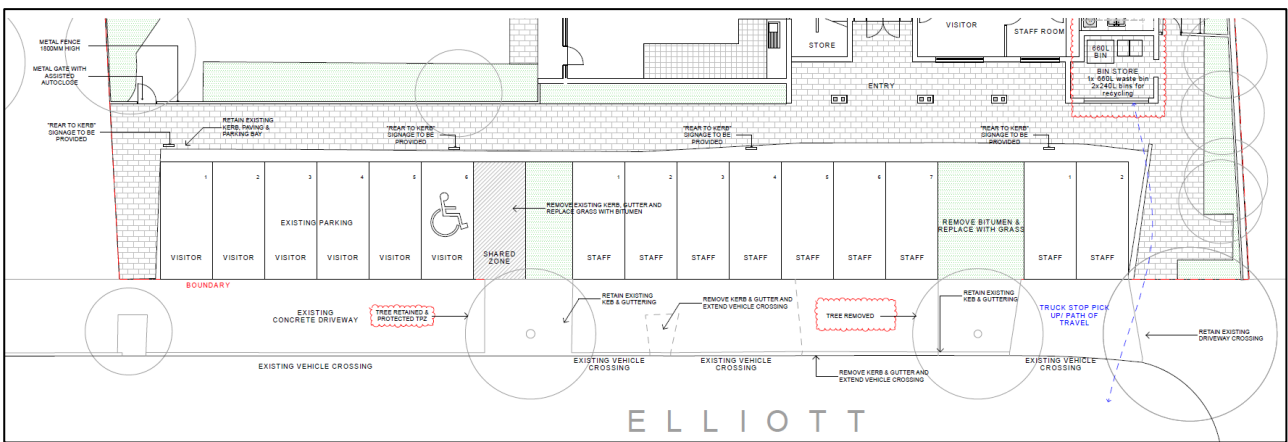 METAL FENCE
1800MM HIGH
METAL GATE WITH
ASSISTED
AUTOCLOSE
STORE
VISITOR
STAFF ROOM
660L
BIN
BIN STORE
1x 660L waste bin
2x240L bins for
recycling
ENTRY
"REAR TO KERB"
SIGNAGE TO BE
PROVIDED
RETAIN EXISTING
KERB, PAVING &
PARKING BAY
"REAR TO KERB"
SIGNAGE TO BE
PROVIDED
"REAR TO KERB"
SIGNAGE TO BE
PROVIDED
"REAR TO KERB"
SIGNAGE TO BE
PROVIDED
1 2 3 4 5 6 1 2 3 4 5 6 7 1 2
EXISTING PARKING
REMOVE EXISTING KERB, GUTTER AND
REPLACE GRASS WITH BITUMEN
REMOVE BITUMEN &
REPLACE WITH GRASS
VISITOR VISITOR VISITOR VISITOR VISITOR VISITOR
SHARED
ZONE
STAFF STAFF STAFF STAFF STAFF STAFF STAFF STAFF STAFF
BOUNDARY
EXISTING
CONCRETE DRIVEWAY
TREE RETAINED &
PROTECTED TPZ
RETAIN EXISTING
KEB & GUTTERING
REMOVE KERB & GUTTER AND
EXTEND VEHICLE CROSSING
TREE REMOVED
RETAIN EXISTING
KEB & GUTTERING
TRUCK STOP PICK
UP/ PATH OF
TRAVEL
RETAIN EXISTING
DRIVEWAY CROSSING
EXISTING VEHICLE CROSSING
EXISTING VEHICLE
CROSSING
EXISTING VEHICLE
CROSSING
REMOVE KERB & GUTTER AND
EXTEND VEHICLE CROSSING
EXISTING VEHICLE
CROSSING
ELLIOTT